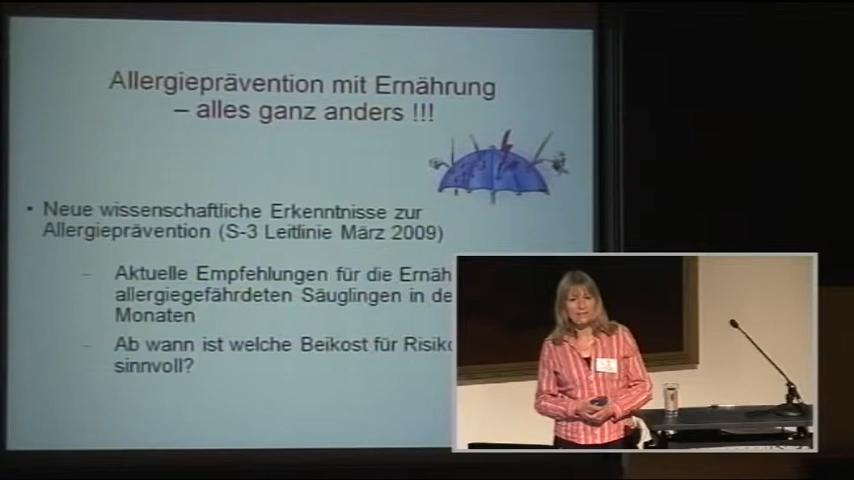 Allergieprävention mit Ernährung
– alles ganz anders !!!
• Neue wissenschaftliche Erkenntnisse zur
Allergieprävention (S-3 Leitlinie März 2009)
– Aktuelle Empfehlungen für die Ernäh
allergiegefährdeten Säuglingen in de
Monaten
– Ab wann ist welche Beikost für Risiko
sinnvoll?